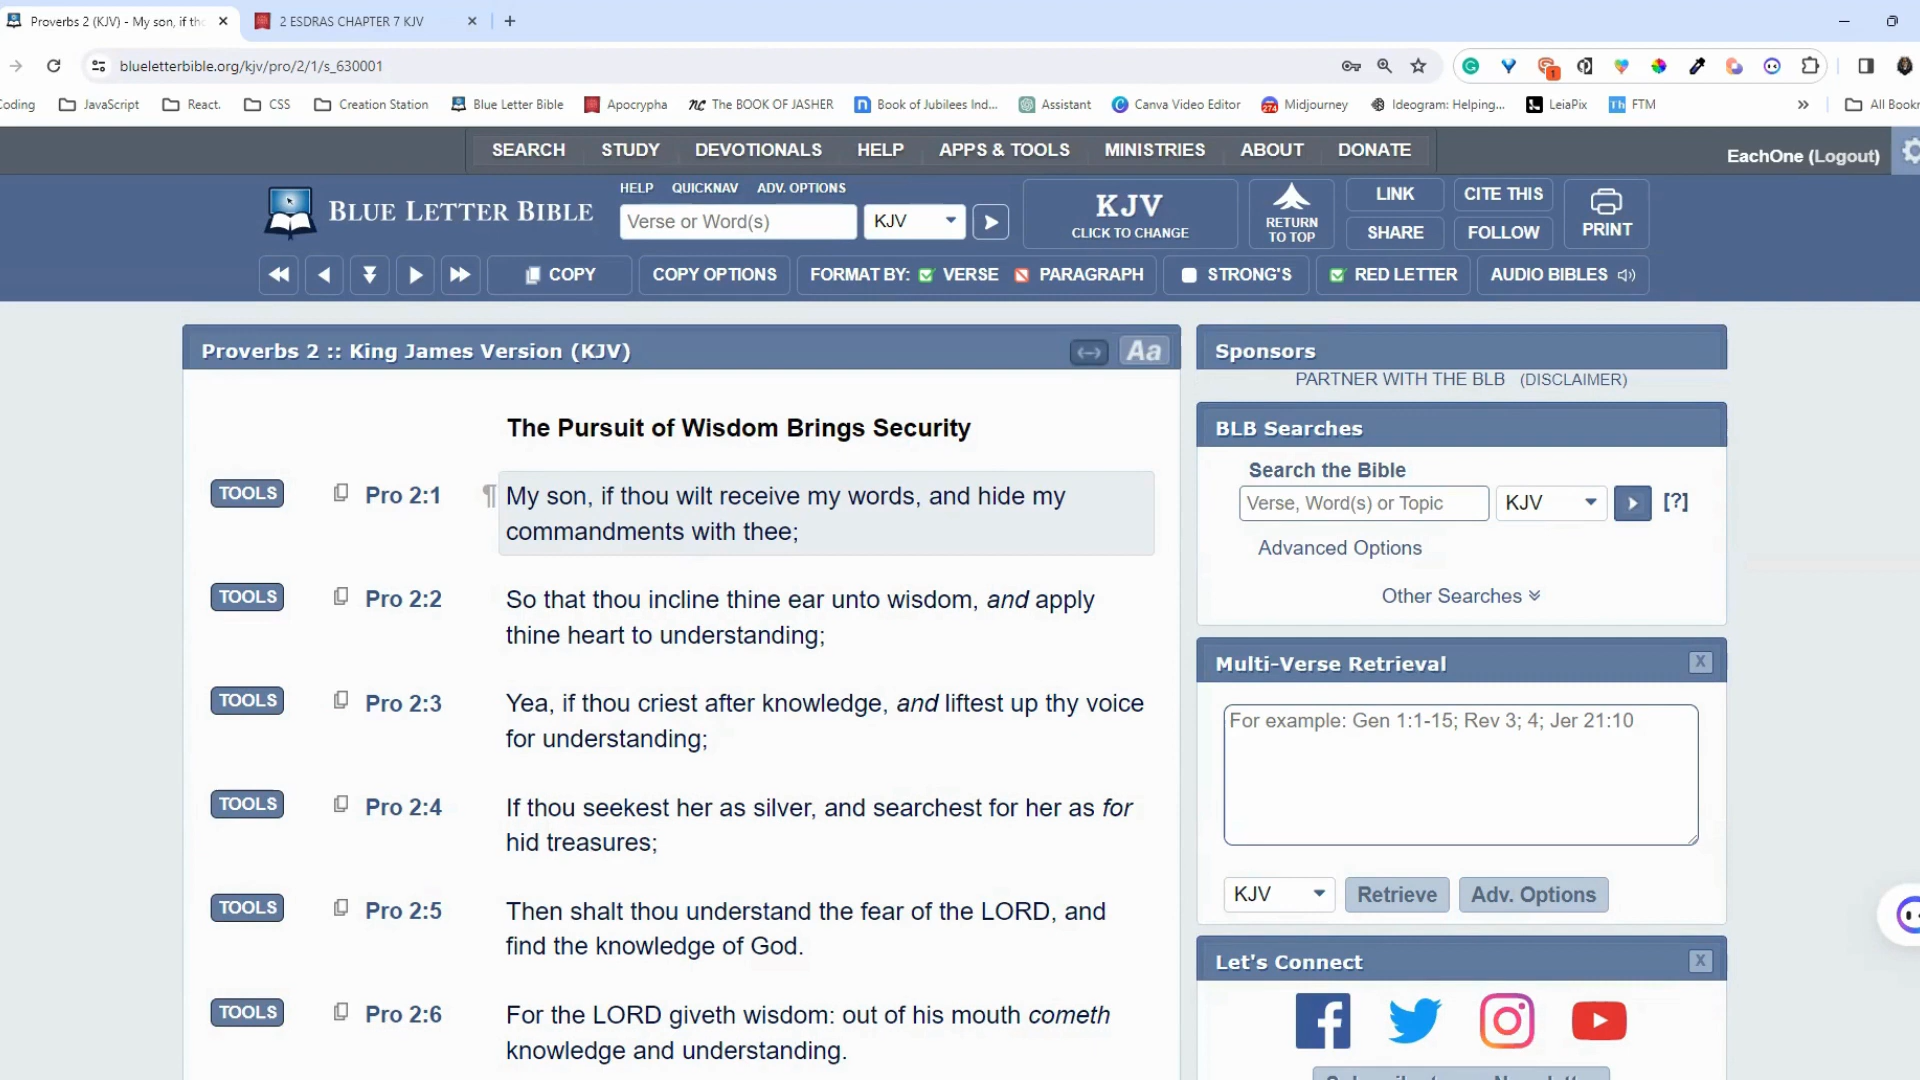 Proverbs 2 (KJV) - My son, if tho
2 ESDRAS CHAPTER 7 KJV
blueletterbible.org/kjv/pro/2/1/s_630001
1
Coding
JavaScript
React.
CSS
Creation Station
Blue Letter Bible
Apocrypha
The BOOK OF JASHER
Book of Jubilees Ind...
Assistant
Canva Video Editor
274
Midjourney
Ideogram: Helping...
LeiaPix
Th FTM
All Bookm
SEARCH
STUDY
DEVOTIONALS
HELP
APPS & TOOLS
MINISTRIES
ABOUT
DONATE
EachOne (Logout)
BLUE LETTER BIBLE
HELP QUICKNAV ADV. OPTIONS
Verse or Word(s)
KJV
KJV
CLICK TO CHANGE
RETURN
TO TOP
LINK
CITE THIS
SHARE
FOLLOW
PRINT
COPY
COPY OPTIONS
FORMAT BY: VERSE PARAGRAPH
STRONG'S
RED LETTER
AUDIO BIBLES
Proverbs 2 :: King James Version (KJV)
Aa
The Pursuit of Wisdom Brings Security
TOOLS Pro 2:1 ¶ My son, if thou wilt receive my words, and hide my
commandments with thee;
TOOLS Pro 2:2 So that thou incline thine ear unto wisdom, and apply
thine heart to understanding;
TOOLS Pro 2:3 Yea, if thou criest after knowledge, and liftest up thy voice
for understanding;
TOOLS Pro 2:4 If thou seekest her as silver, and searchest for her as for
hid treasures;
TOOLS Pro 2:5 Then shalt thou understand the fear of the LORD, and
find the knowledge of God.
TOOLS Pro 2:6 For the LORD giveth wisdom: out of his mouth cometh
knowledge and understanding.
Sponsors
PARTNER WITH THE BLB (DISCLAIMER)
BLB Searches
Search the Bible
Verse, Word(s) or Topic
KJV
[?]
Advanced Options
Other Searches
Multi-Verse Retrieval
X
For example: Gen 1:1-15; Rev 3; 4; Jer 21:10
KJV
Retrieve
Adv. Options
Let's Connect
X